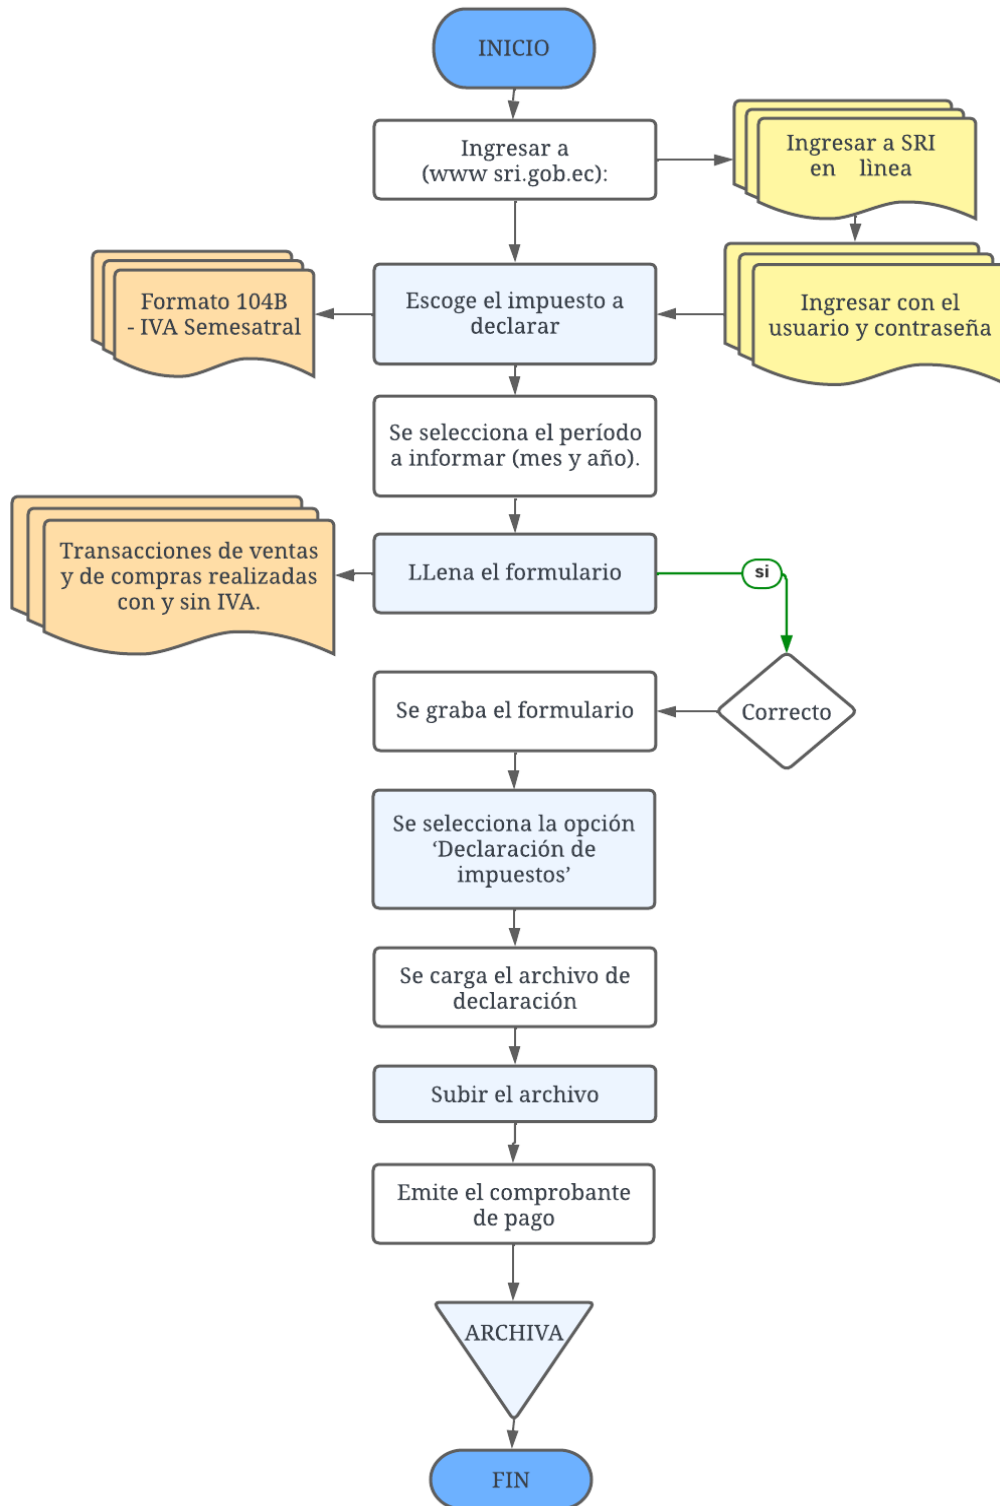 INICIO
Ingresar a
(www sri.gob.ec):
Ingresar a SRI
en lìnea
Ingresar con el
usuario y contraseña
Escoge el impuesto a
declarar
Formato 104B
- IVA Semesatral
Se selecciona el período
a informar (mes y año).
LLena el formulario
Transacciones de ventas
y de compras realizadas
con y sin IVA.
si
Correcto
Se graba el formulario
Se selecciona la opción
‘Declaración de
impuestos’
Se carga el archivo de
declaración
Subir el archivo
Emite el comprobante
de pago
ARCHIVA
FIN